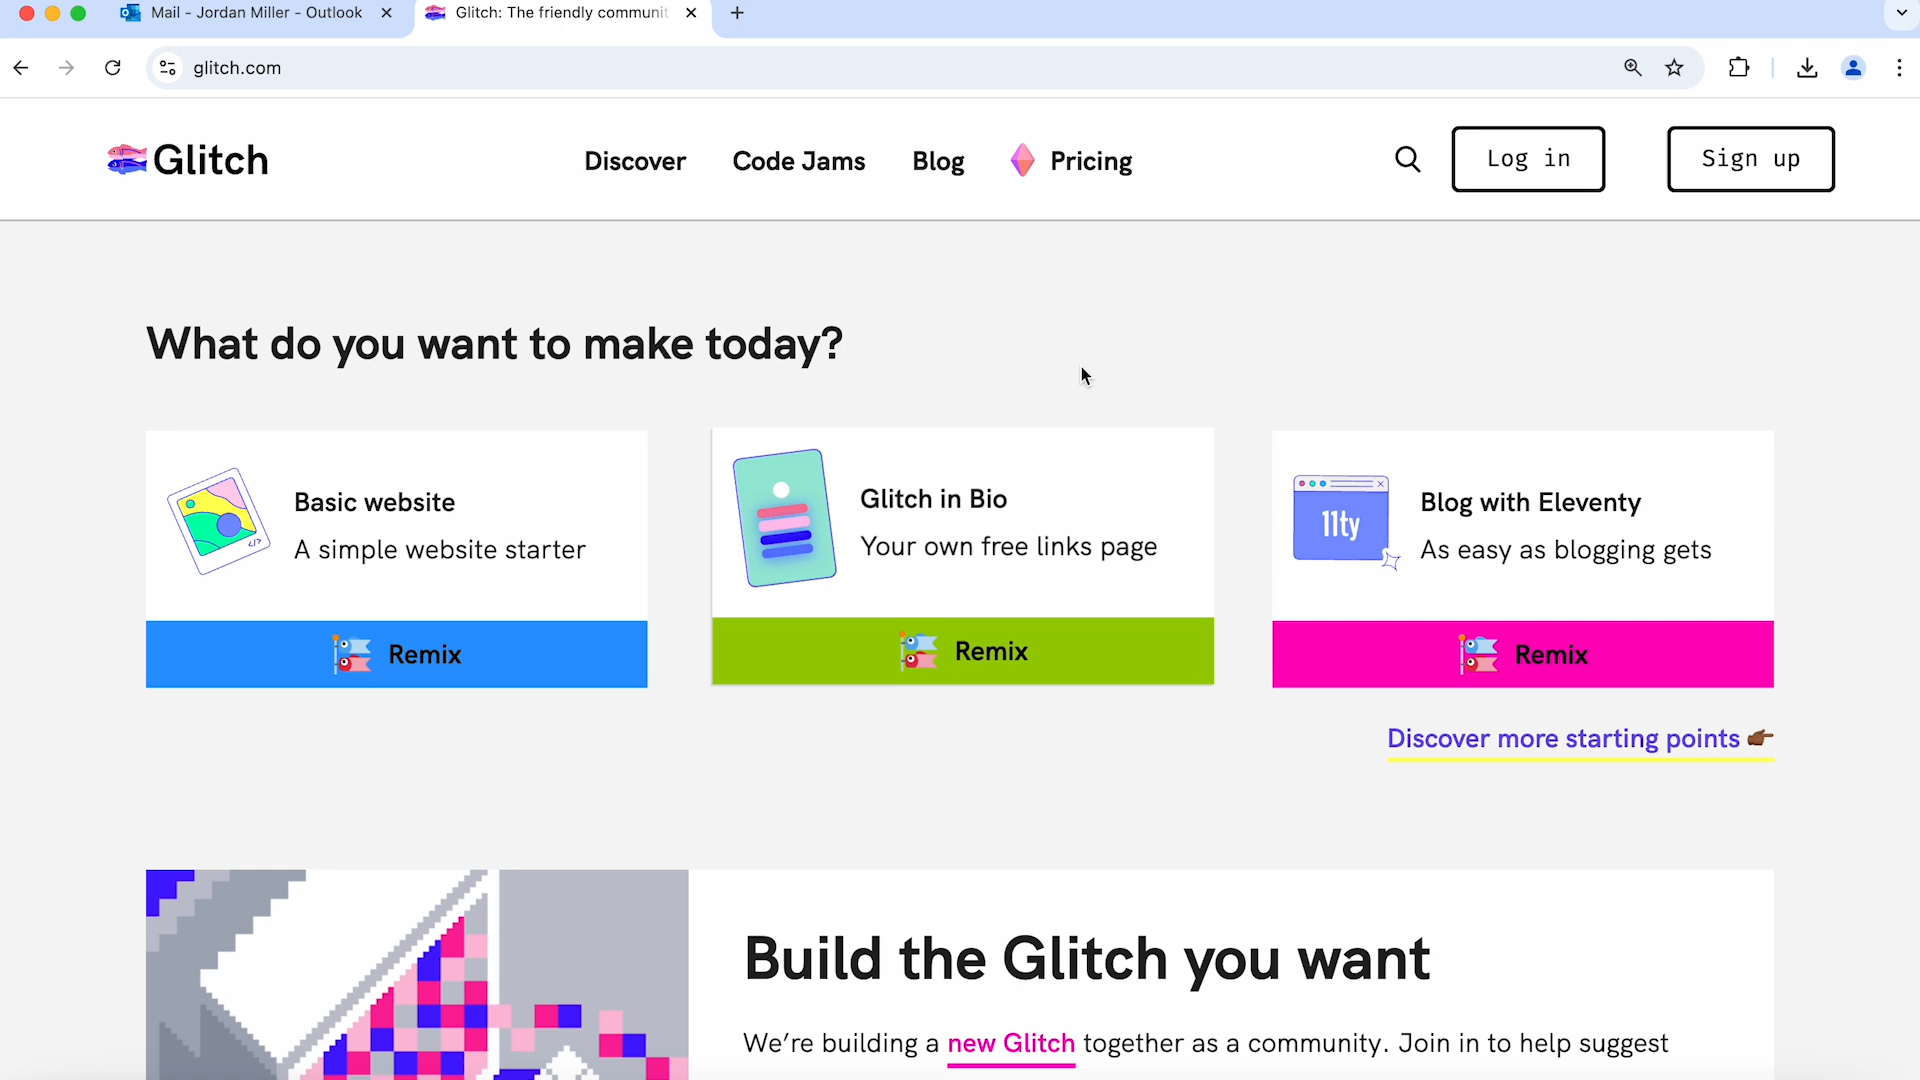 Mail - Jordan Miller - Outlook
Glitch: The friendly communit
glitch.com
Glitch
Discover
Code Jams
Blog
Pricing
Log in
Sign up
What do you want to make today?
Basic website
A simple website starter
Remix
Glitch in Bio
Your own free links page
Remix
11ty
Blog with Eleventy
As easy as blogging gets
Remix
Discover more starting points
Build the Glitch you want
We're building a new Glitch together as a community. Join in to help suggest